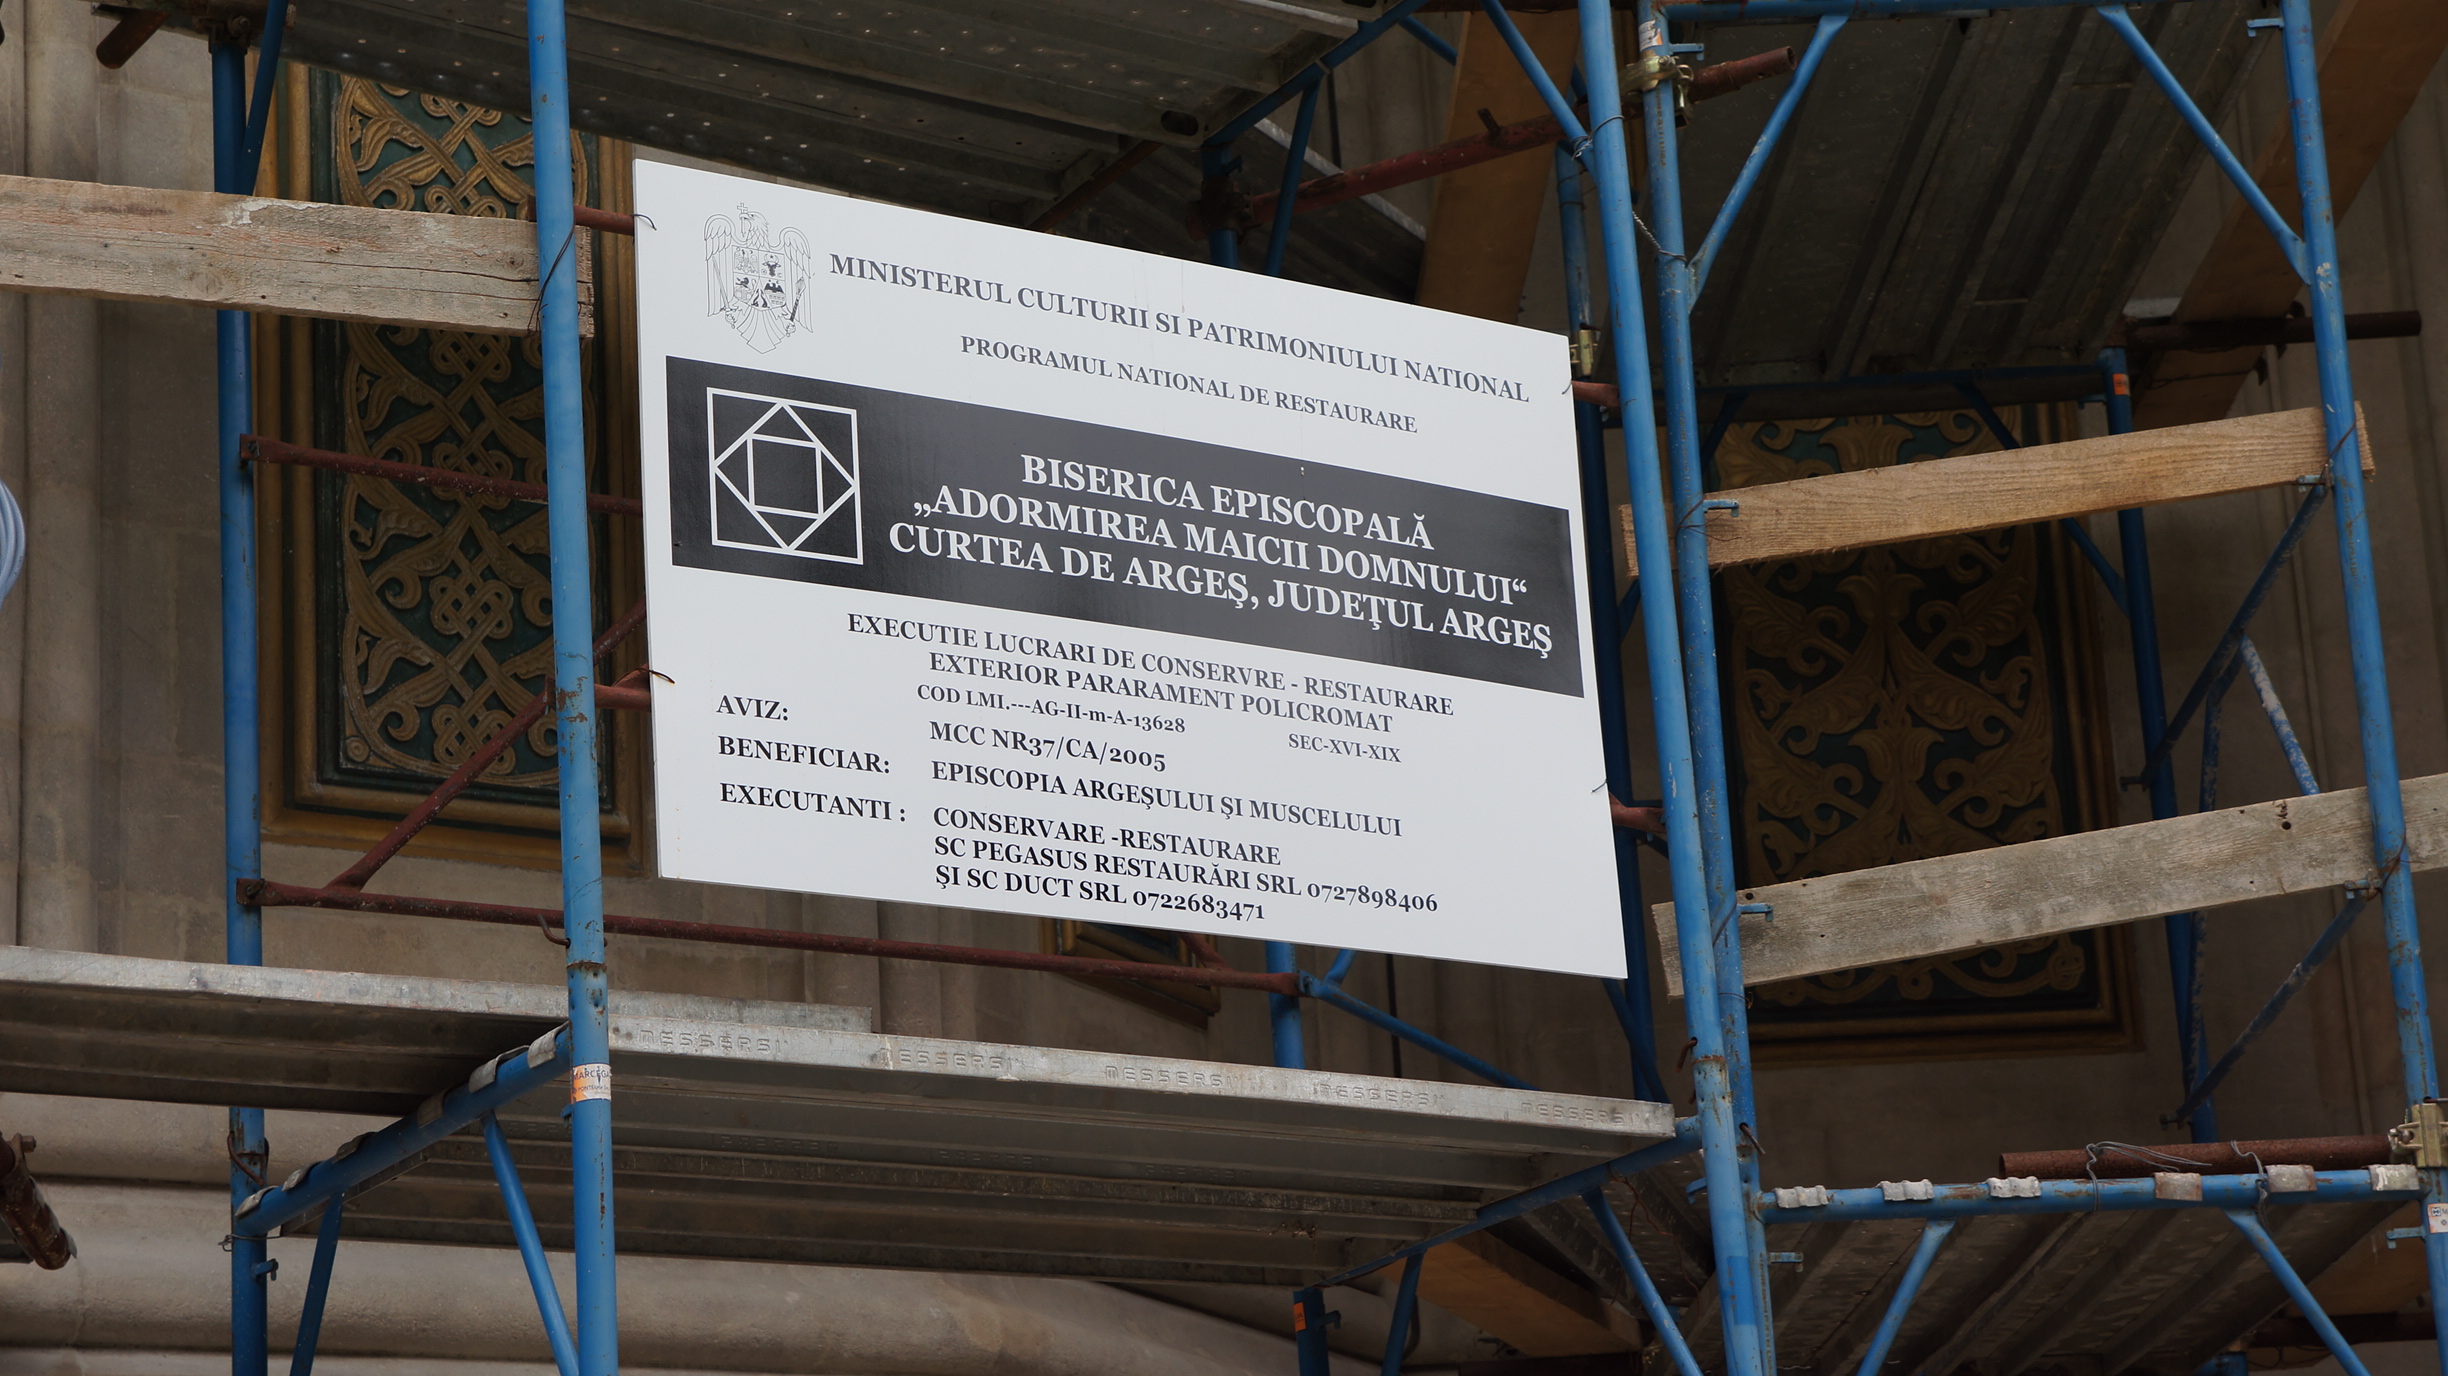 MINISTERUL CULTURII SI PATRIMONIULUI NATIONAL
PROGRAMUL NATIONAL DE RESTAURARE
BISERICA EPISCOPALĂ
„ADORMIREA MAICII DOMNULUI“
CURTEA DE ARGEŞ, JUDEŢUL ARGEŞ
EXECUTIE LUCRARI DE CONSERVRE - RESTAURARE
EXTERIOR PARARAMENT POLICROMAT
COD LMI.---AG-II-m-A-13628 SEC-XVI-XIX
AVIZ: MCC NR37/CA/2005
BENEFICIAR: EPISCOPIA ARGEŞULUI ŞI MUSCELULUI
EXECUTANTI : CONSERVARE -RESTAURARE
SC PEGASUS RESTAURĂRI SRL 0727898406
ŞI SC DUCT SRL 0722683471
MESSERSI MESSERSI MESSERSI MESSERSI MESSERSI